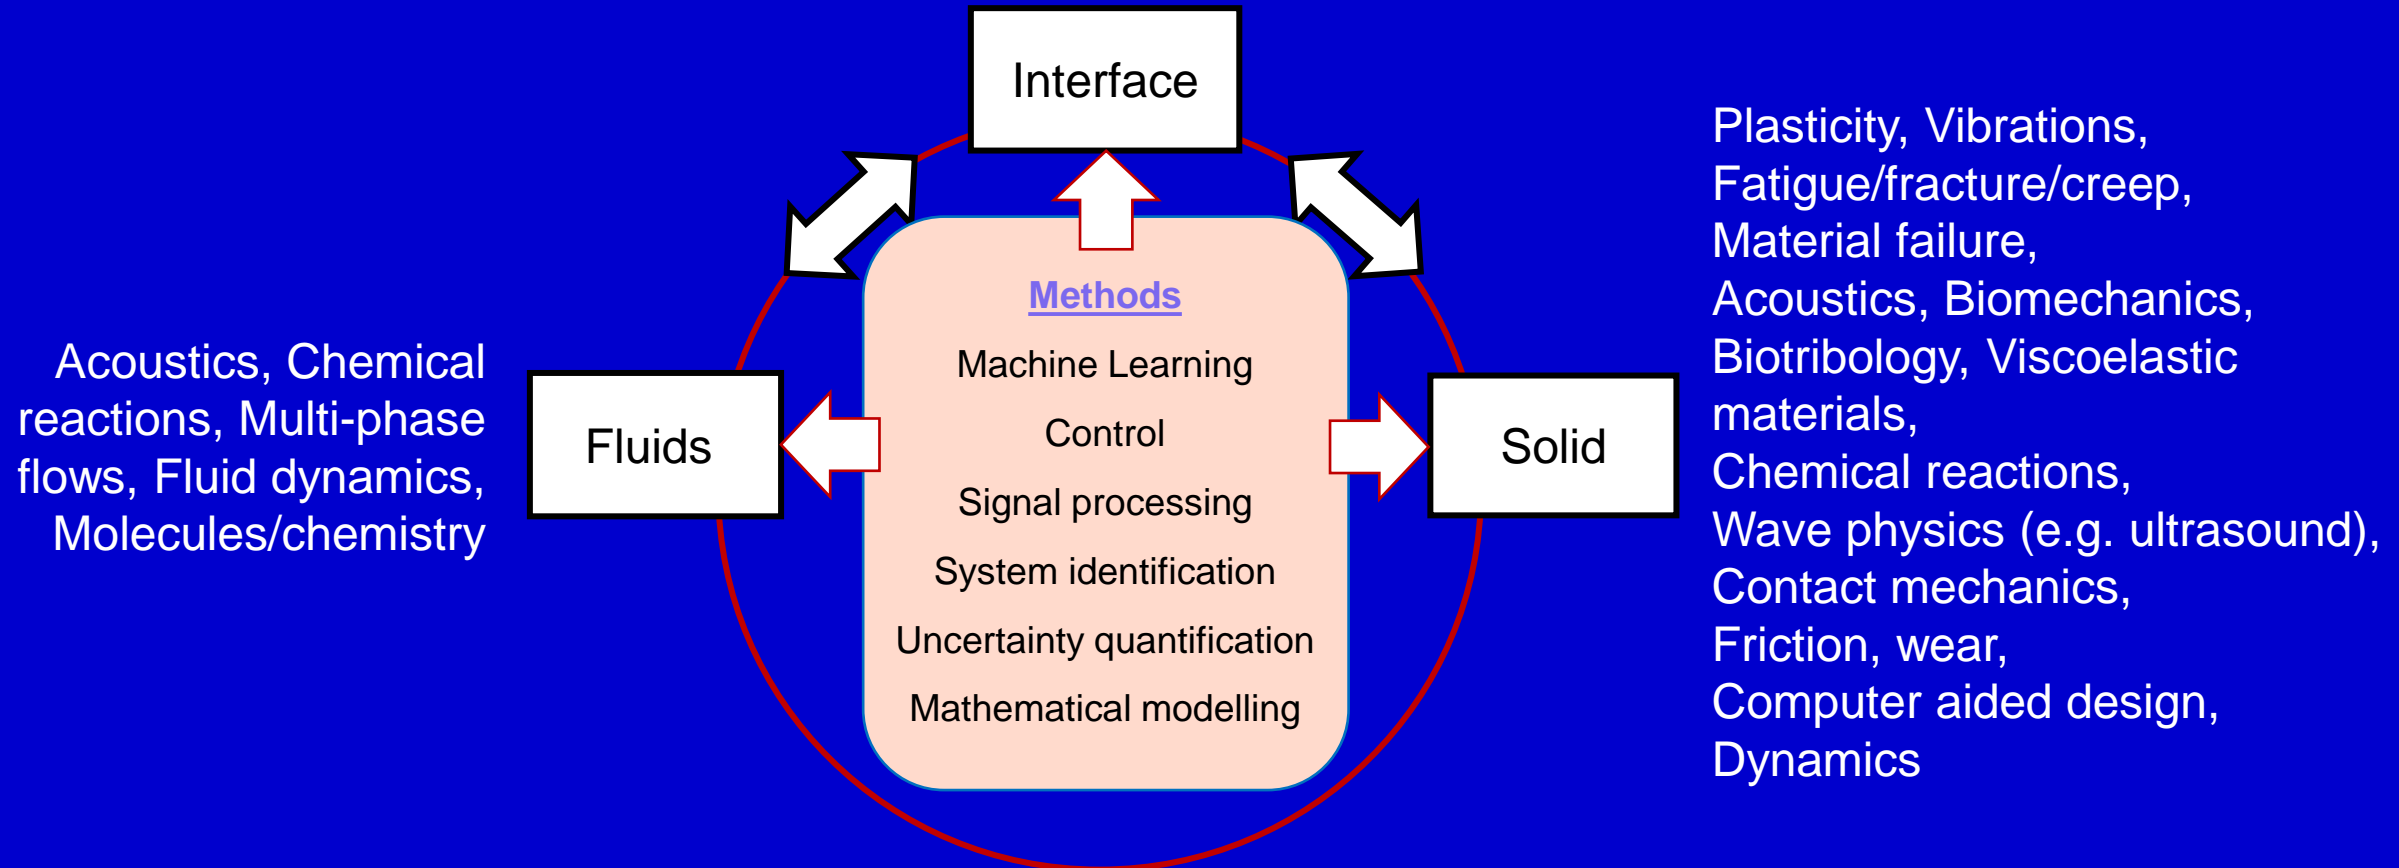 Interface
Methods
Machine Learning
Control
Signal processing
System identification
Uncertainty quantification
Mathematical modelling
Acoustics, Chemical
reactions, Multi-phase
flows, Fluid dynamics,
Molecules/chemistry
Fluids
Solid
Plasticity, Vibrations,
Fatigue/fracture/creep,
Material failure,
Acoustics, Biomechanics,
Biotribology, Viscoelastic
materials,
Chemical reactions,
Wave physics (e.g. ultrasound),
Contact mechanics,
Friction, wear,
Computer aided design,
Dynamics